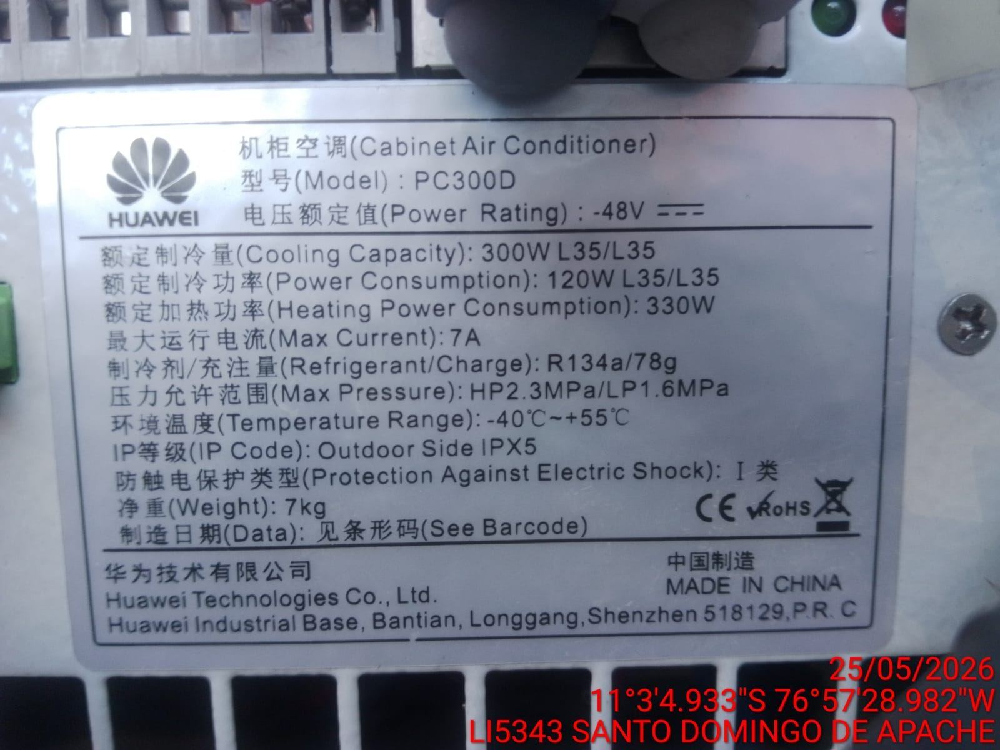 HUAWEI
机柜空调(Cabinet Air Conditioner)
型号(Model) : PC300D
电压额定值(Power Rating) : -48V
额定制冷量(Cooling Capacity): 300W L35/L35
额定制冷功率(Power Consumption): 120W L35/L35
额定加热功率(Heating Power Consumption): 330W
最大运行电流(Max Current): 7A
制冷剂/充注量(Refrigerant/Charge): R134a/78g
压力允许范围(Max Pressure): HP2.3MPa/LP1.6MPa
环境温度(Temperature Range): -40℃~+55℃
IP等级(IP Code): Outdoor Side IPX5
防触电保护类型(Protection Against Electric Shock): I 类
净重(Weight): 7kg
CE RoHS
制造日期(Data): 见条形码(See Barcode)
华为技术有限公司
中国制造
Huawei Technologies Co., Ltd.
MADE IN CHINA
Huawei Industrial Base, Bantian, Longgang, Shenzhen 518129, P.R. C
25/05/2026
11°3'4.933"S 76°57'28.982"W
LI5343 SANTO DOMINGO DE APACHE